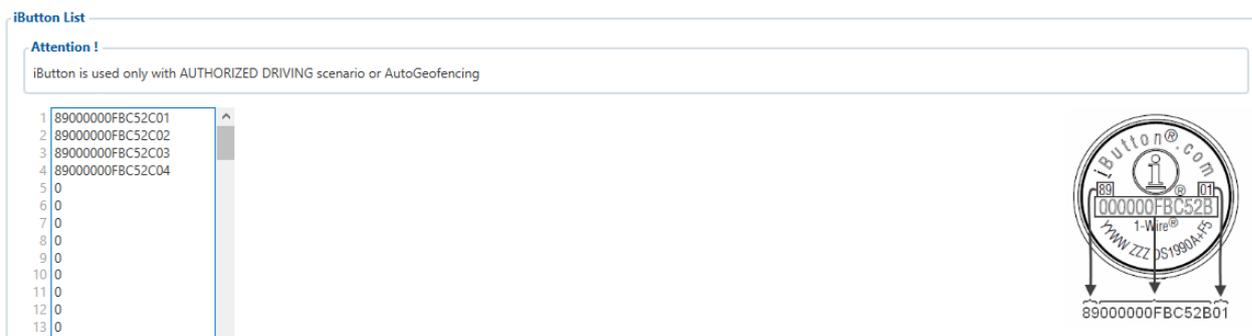 iButton List
Attention !
iButton is used only with AUTHORIZED DRIVING scenario or AutoGeofencing
1 89000000FBC52C01
2 89000000FBC52C02
3 89000000FBC52C03
4 89000000FBC52C04
5 0
6 0
7 0
8 0
9 0
10 0
11 0
12 0
13 0
iButton®.com
i
®
89 01
000000FBC52B
1-Wire®
YYWW ZZZ DS1990A+F5
89000000FBC52B01